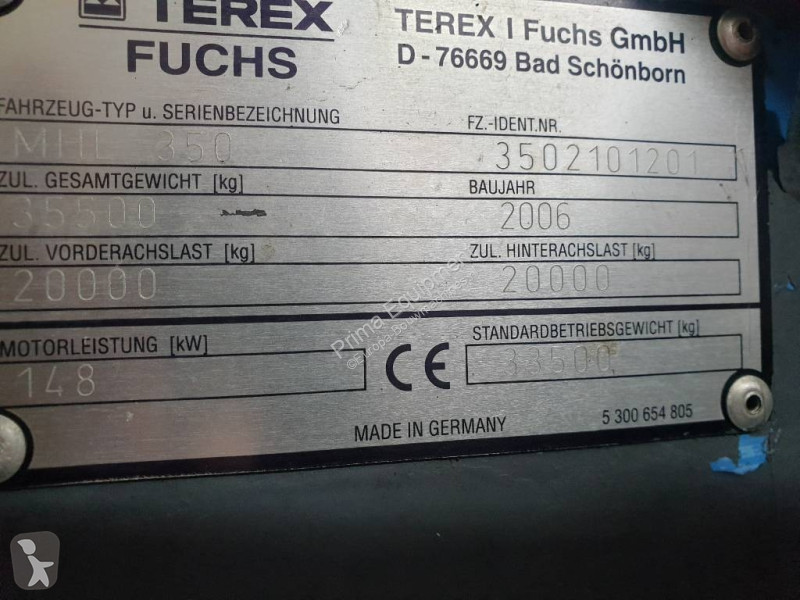 TEREX
FUCHS
TEREX I Fuchs GmbH
D - 76669 Bad Schönborn
FAHRZEUG-TYP u. SERIENBEZEICHNUNG
MHL 350
FZ.-IDENT.NR.
3502101201
ZUL. GESAMTGEWICHT [kg]
35500
BAUJAHR
2006
ZUL. VORDERACHSLAST [kg]
20000
ZUL. HINTERACHSLAST [kg]
20000
MOTORLEISTUNG [kW]
148
CE
STANDARDBETRIEBSGEWICHT [kg]
33500
MADE IN GERMANY
5 300 654 805